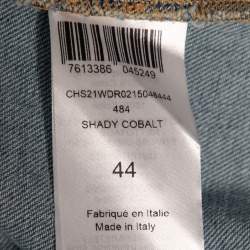 7613386 045249
CHS21WDR0215048444
484
SHADY COBALT
44
Fabriqué en Italie
Made in Italy